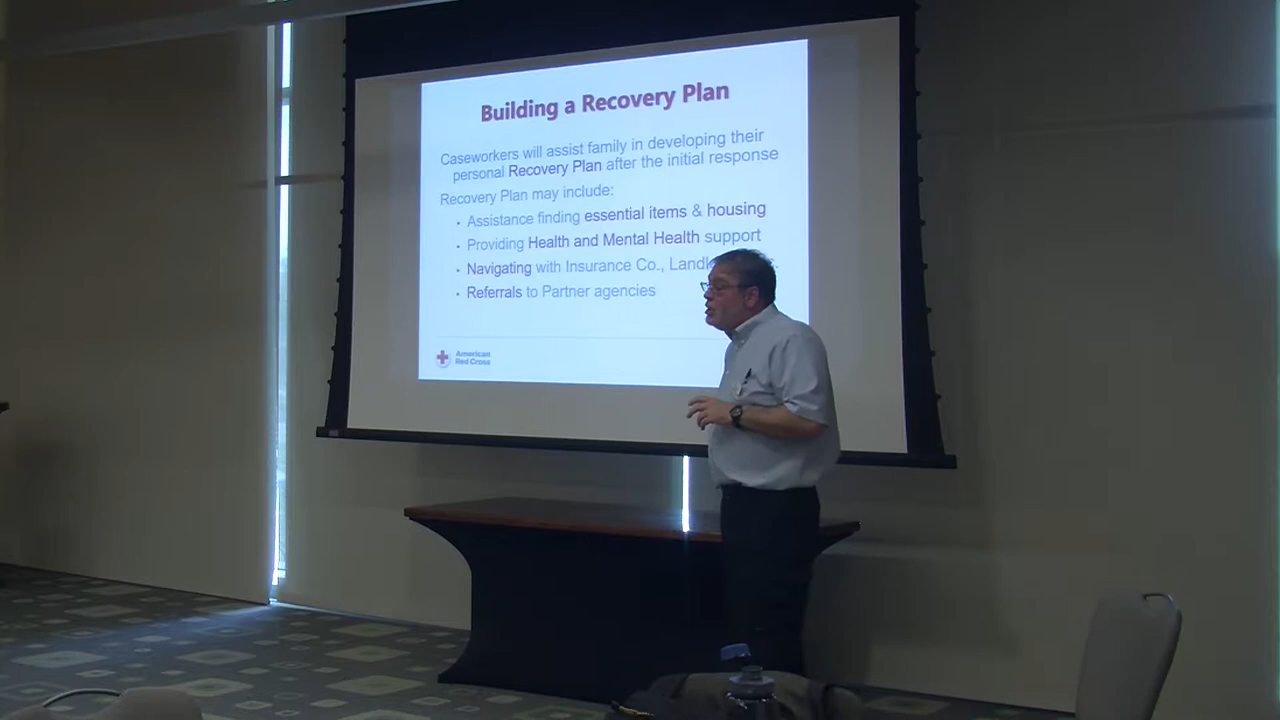 Building a Recovery Plan
Caseworkers will assist family in developing their
personal Recovery Plan after the initial response
Recovery Plan may include:
• Assistance finding essential items & housing
• Providing Health and Mental Health support
• Navigating with Insurance Co.,
• Referrals to Partner agencies
American
Red Cross